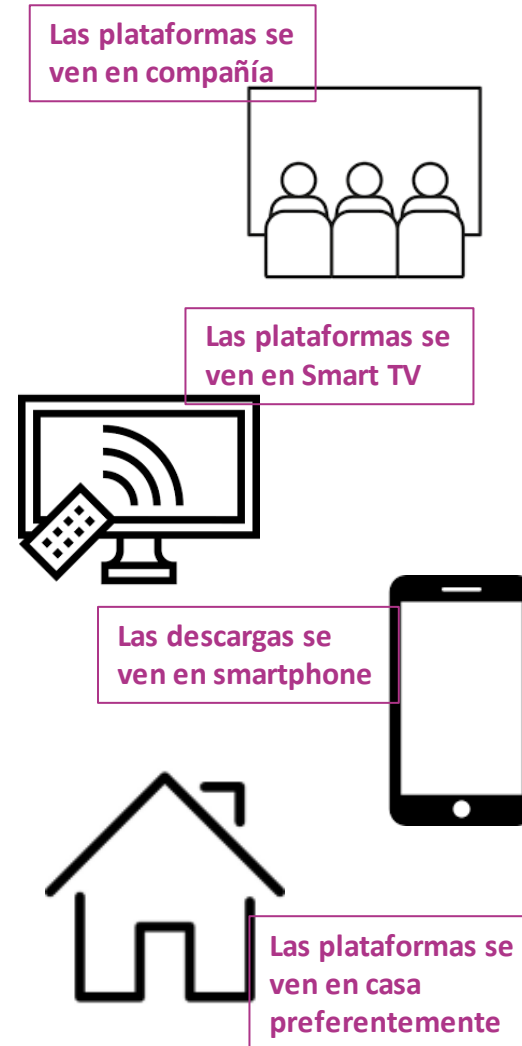 Las plataformas se
ven en compañía
Las plataformas se
ven en Smart TV
Las descargas se
ven en smartphone
Las plataformas se
ven en casa
preferentemente